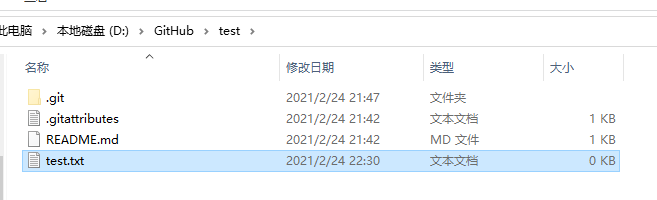 此电脑 › 本地磁盘 (D:) › GitHub › test ›
名称 修改日期 类型 大小
.git 2021/2/24 21:47 文件夹
.gitattributes 2021/2/24 21:42 文本文档 1 KB
README.md 2021/2/24 21:42 MD 文件 1 KB
test.txt 2021/2/24 22:30 文本文档 0 KB